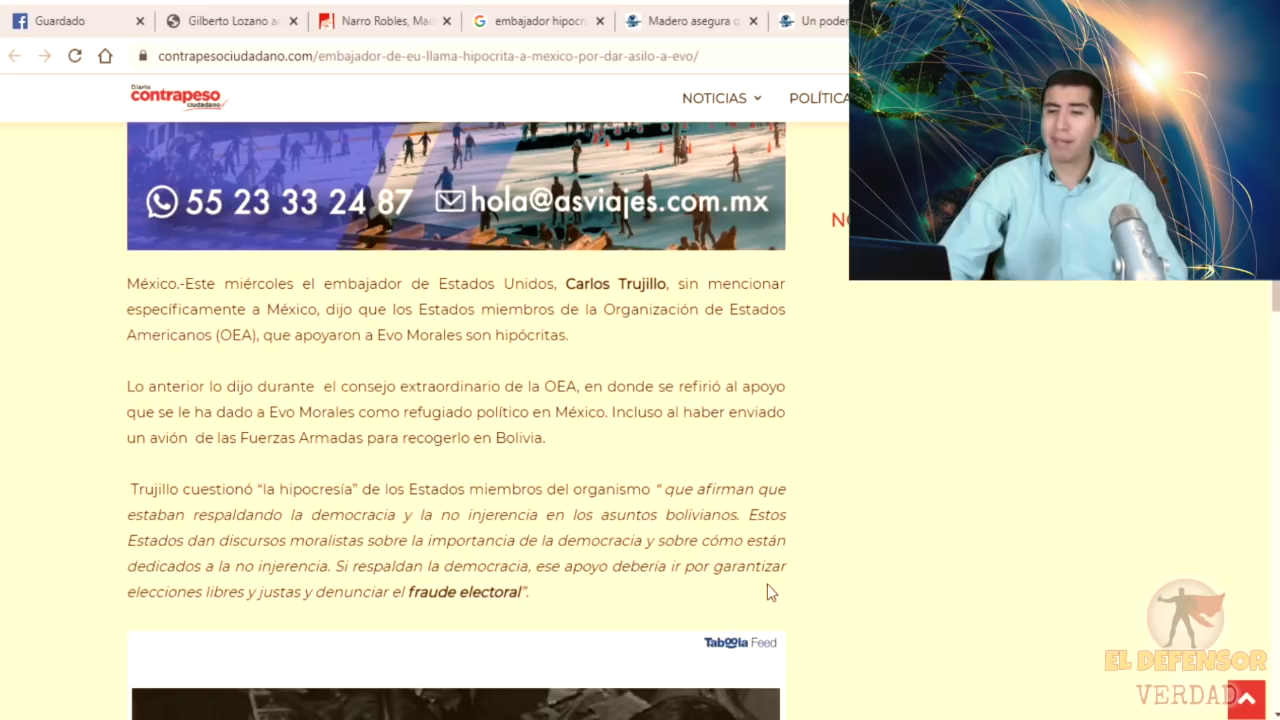 Guardado
Gilberto Lozano a
Narro Robles, Ma
embajador hipocr
Madero asegura
Un poder
contrapesociudadano.com/embajador-de-eu-llama-hipocrita-a-mexico-por-dar-asilo-a-evo/
Diario
contrapeso
ciudadano
NOTICIAS
POLÍTICA
55 23 33 24 87 hola@asviajes.com.mx
México.-Este miércoles el embajador de Estados Unidos, Carlos Trujillo, sin mencionar
específicamente a México, dijo que los Estados miembros de la Organización de Estados
Americanos (OEA), que apoyaron a Evo Morales son hipócritas.
Lo anterior lo dijo durante el consejo extraordinario de la OEA, en donde se refirió al apoyo
que se le ha dado a Evo Morales como refugiado político en México. Incluso al haber enviado
un avión de las Fuerzas Armadas para recogerlo en Bolivia.
Trujillo cuestionó “la hipocresía” de los Estados miembros del organismo “ que afirman que
estaban respaldando la democracia y la no injerencia en los asuntos bolivianos. Estos
Estados dan discursos moralistas sobre la importancia de la democracia y sobre cómo están
dedicados a la no injerencia. Si respaldan la democracia, ese apoyo debería ir por garantizar
elecciones libres y justas y denunciar el fraude electoral”.
Taboola Feed
EL DEFENSOR
VERDAD